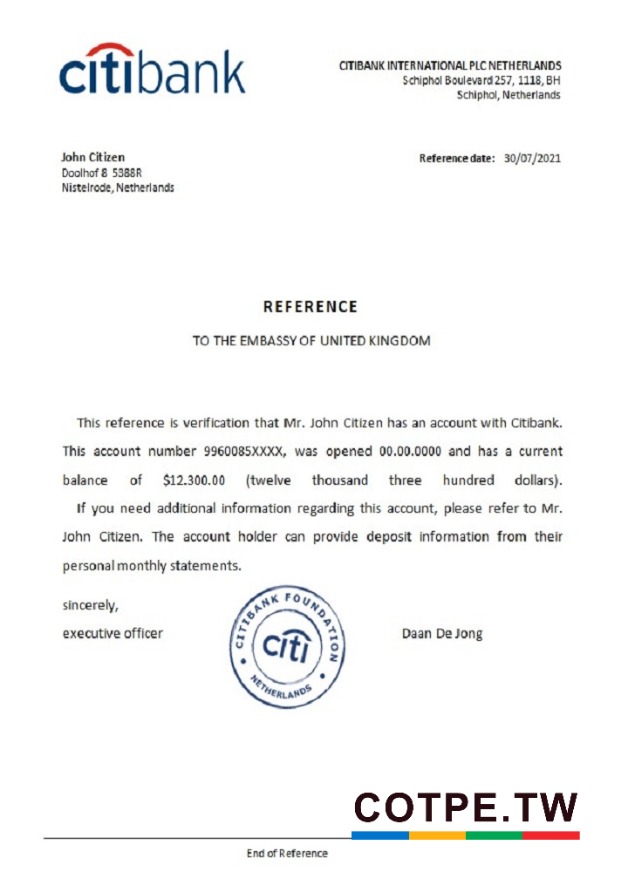 citibank
CITIBANK INTERNATIONAL PLC NETHERLANDS
Schiphol Boulevard 257, 1118, BH
Schiphol, Netherlands
John Citizen
Doolhof 8 5388R
Nistelrode, Netherlands
Reference date: 30/07/2021
REFERENCE
TO THE EMBASSY OF UNITED KINGDOM
This reference is verification that Mr. John Citizen has an account with Citibank.
This account number 9960085XXXX, was opened 00.00.0000 and has a current
balance of $12.300.00 (twelve thousand three hundred dollars).
If you need additional information regarding this account, please refer to Mr.
John Citizen. The account holder can provide deposit information from their
personal monthly statements.
sincerely,
executive officer
CITIBANK FOUNDATION
citi
NETHERLANDS
Daan De Jong
COTPE.TW
End of Reference